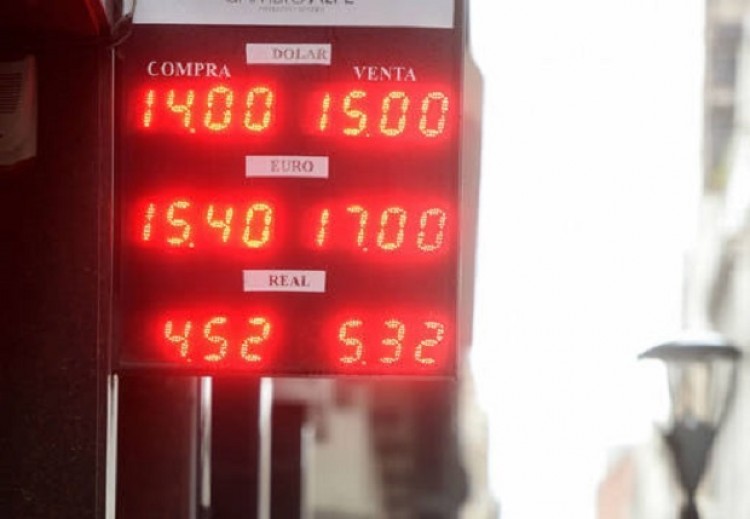 DOLAR
COMPRA VENTA
14.00 15.00
EURO
15.40 17.00
REAL
4.52 5.32